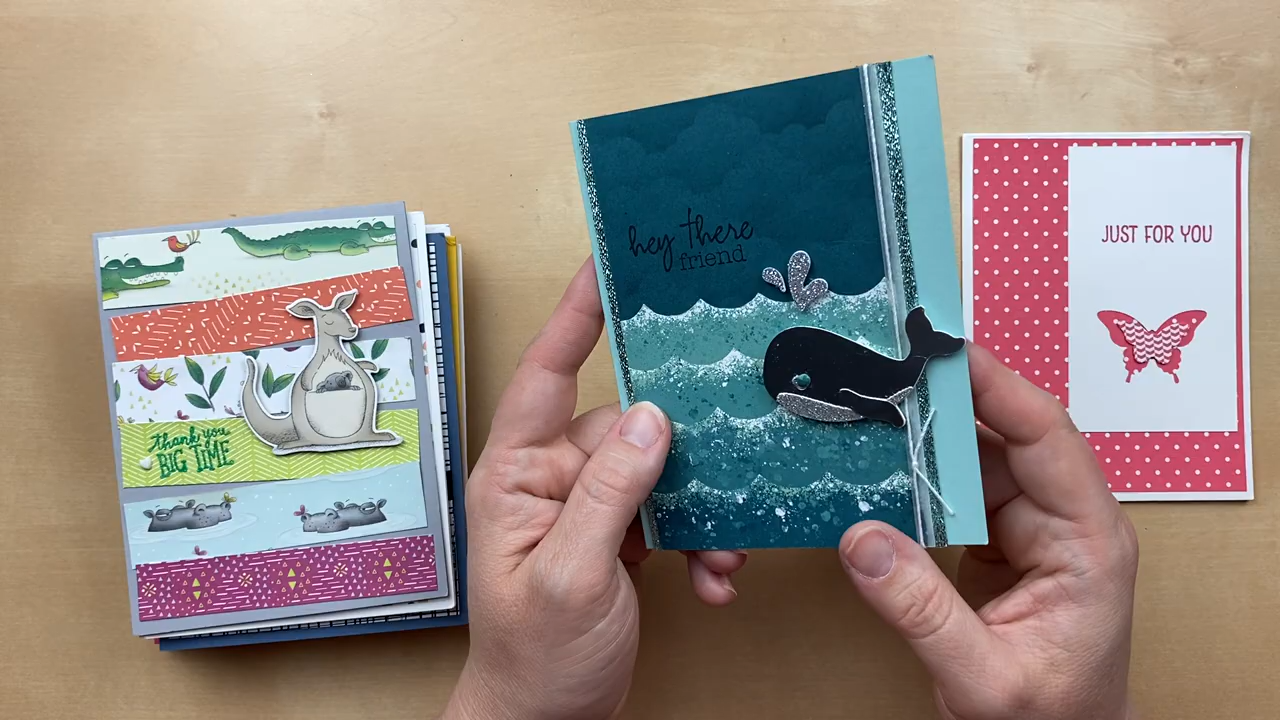 thank you
BIG TIME
hey there
friend
JUST FOR YOU